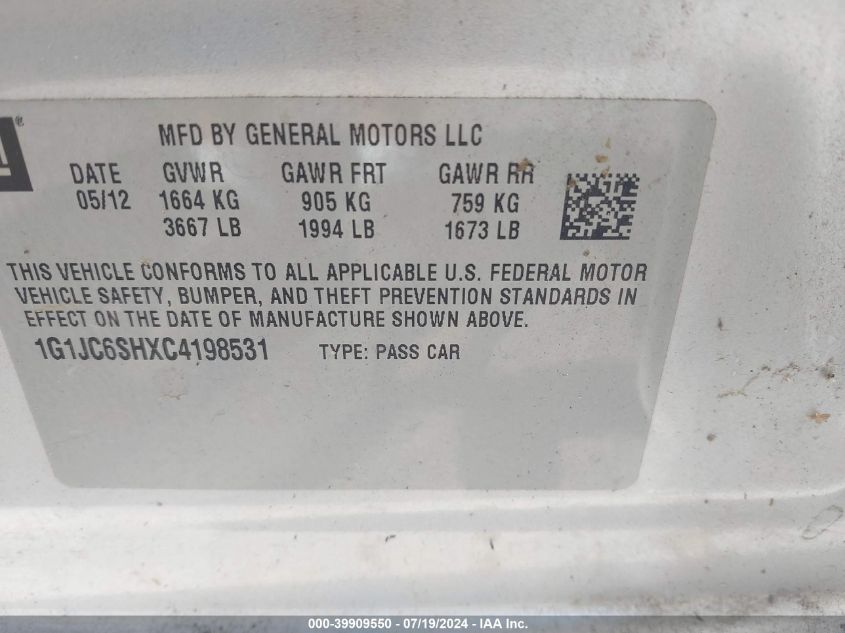 ®
MFD BY GENERAL MOTORS LLC
DATE GVWR GAWR FRT GAWR RR
05/12 1664 KG 905 KG 759 KG
3667 LB 1994 LB 1673 LB
THIS VEHICLE CONFORMS TO ALL APPLICABLE U.S. FEDERAL MOTOR
VEHICLE SAFETY, BUMPER, AND THEFT PREVENTION STANDARDS IN
EFFECT ON THE DATE OF MANUFACTURE SHOWN ABOVE.
1G1JC6SHXC4198531 TYPE: PASS CAR
000-39909550 - 07/19/2024 - IAA Inc.